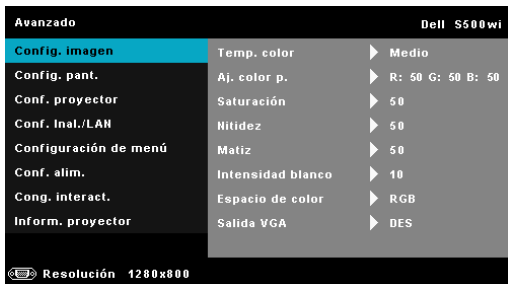 Avanzado Dell S500wi
Config. imagen Temp. color Medio
Config. pant. Aj. color p. R: 50 G: 50 B: 50
Conf. proyector Saturación 50
Conf. Inal./LAN Nitidez 50
Configuración de menú Matiz 50
Conf. alim. Intensidad blanco 10
Cong. interact. Espacio de color RGB
Inform. proyector Salida VGA DES
Resolución 1280x800